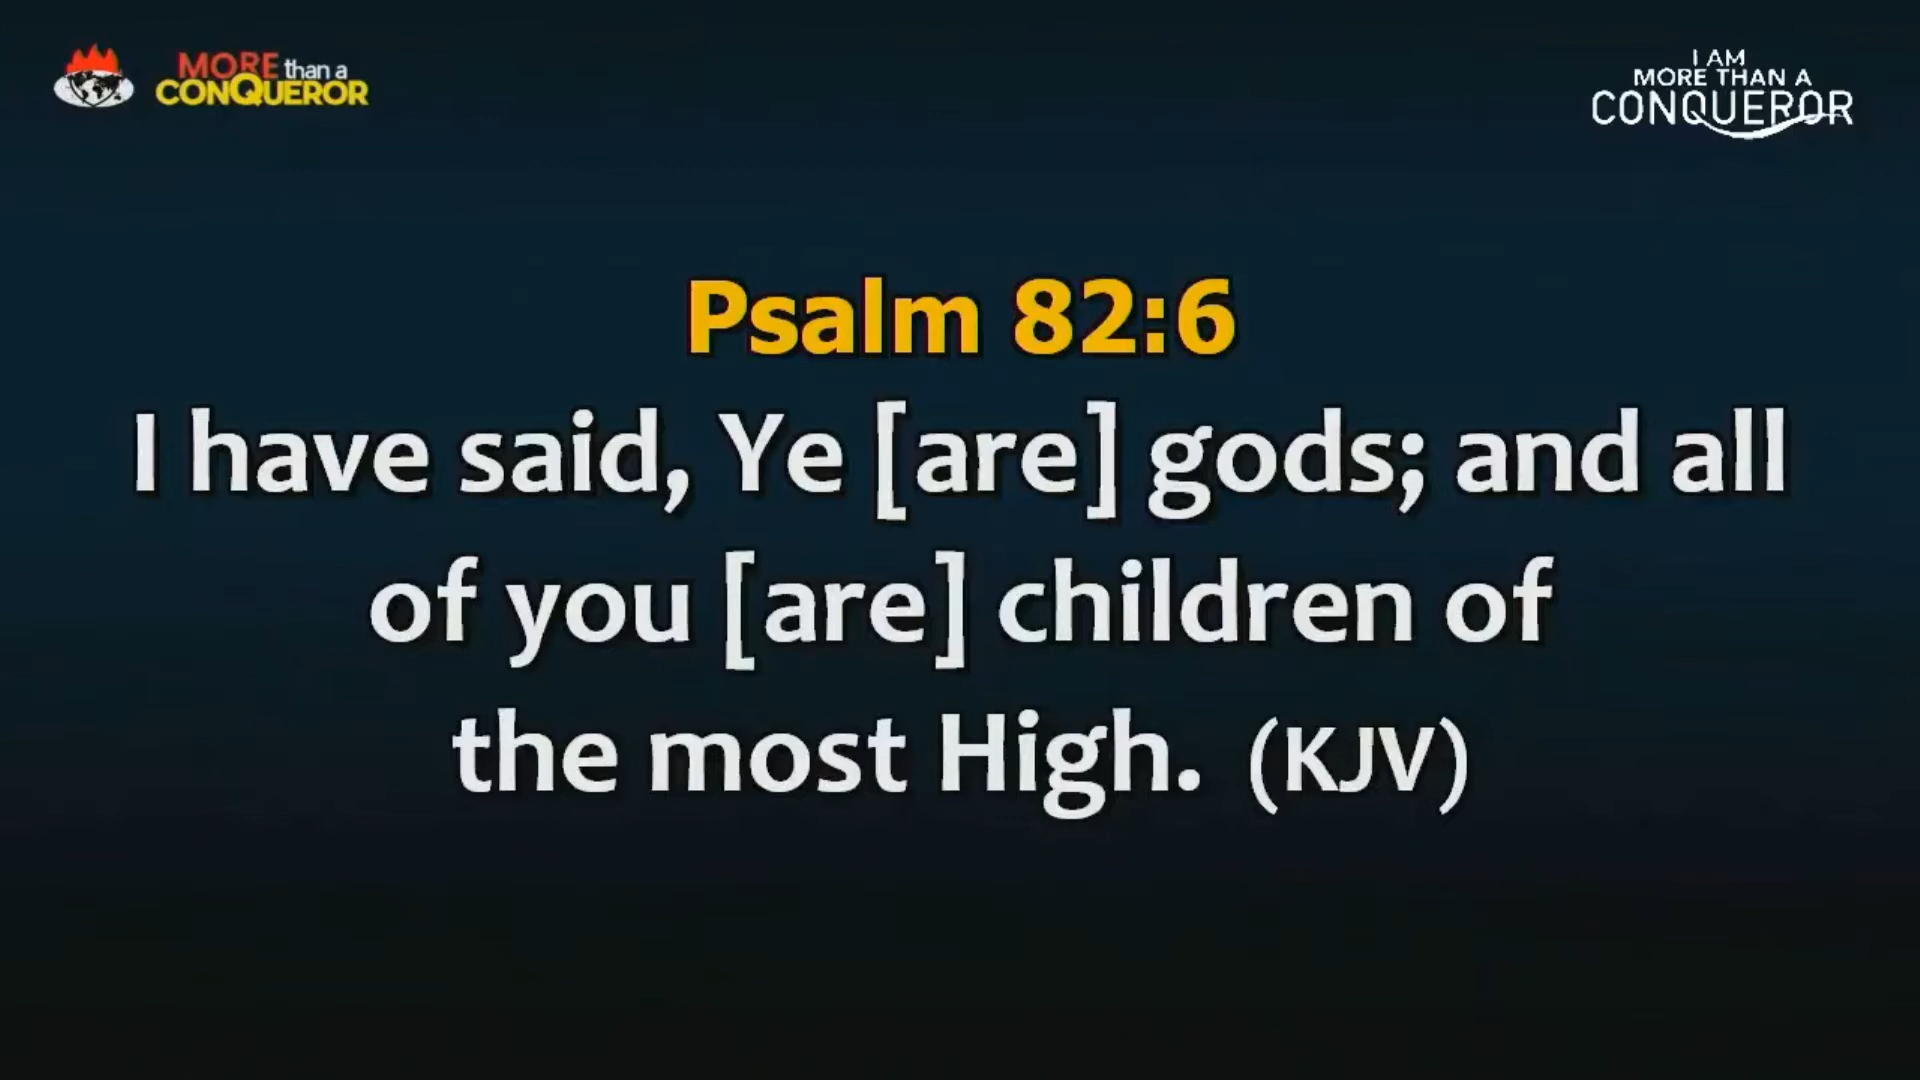 MORE than a
CONQUEROR
I AM
MORE THAN A
CONQUEROR
Psalm 82:6
I have said, Ye [are] gods; and all
of you [are] children of
the most High. (KJV)